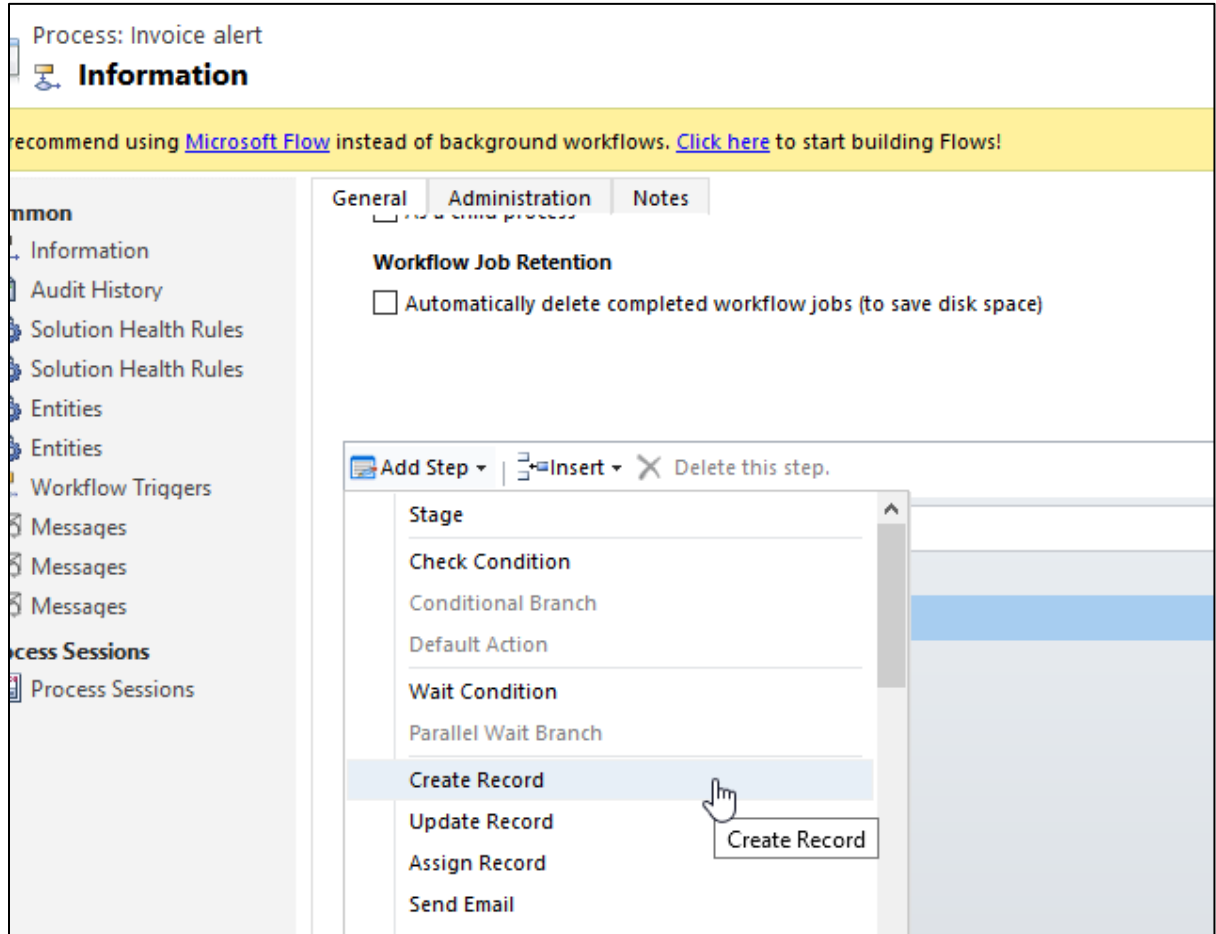 Process: Invoice alert
Information
recommend using Microsoft Flow instead of background workflows. Click here to start building Flows!
General Administration Notes
As a child process
mmon
Information
Audit History
Solution Health Rules
Solution Health Rules
Entities
Entities
Workflow Triggers
Messages
Messages
Messages
cess Sessions
Process Sessions
Workflow Job Retention
Automatically delete completed workflow jobs (to save disk space)
Add Step Insert Delete this step.
Stage
Check Condition
Conditional Branch
Default Action
Wait Condition
Parallel Wait Branch
Create Record
Update Record
Create Record
Assign Record
Send Email